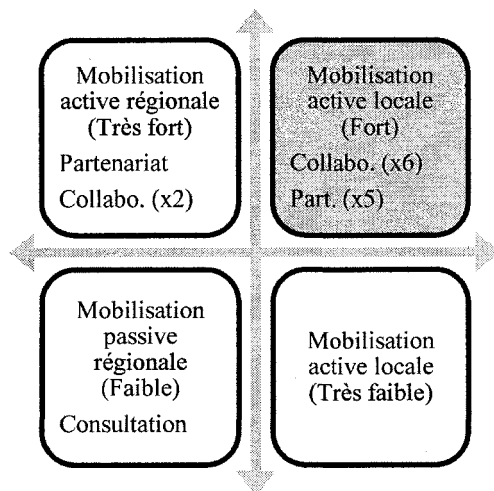 Mobilisation
active régionale
(Très fort)
Partenariat
Collabo. (x2)
Mobilisation
active locale
(Fort)
Collabo. (x6)
Part. (x5)
Mobilisation
passive
régionale
(Faible)
Consultation
Mobilisation
active locale
(Très faible)